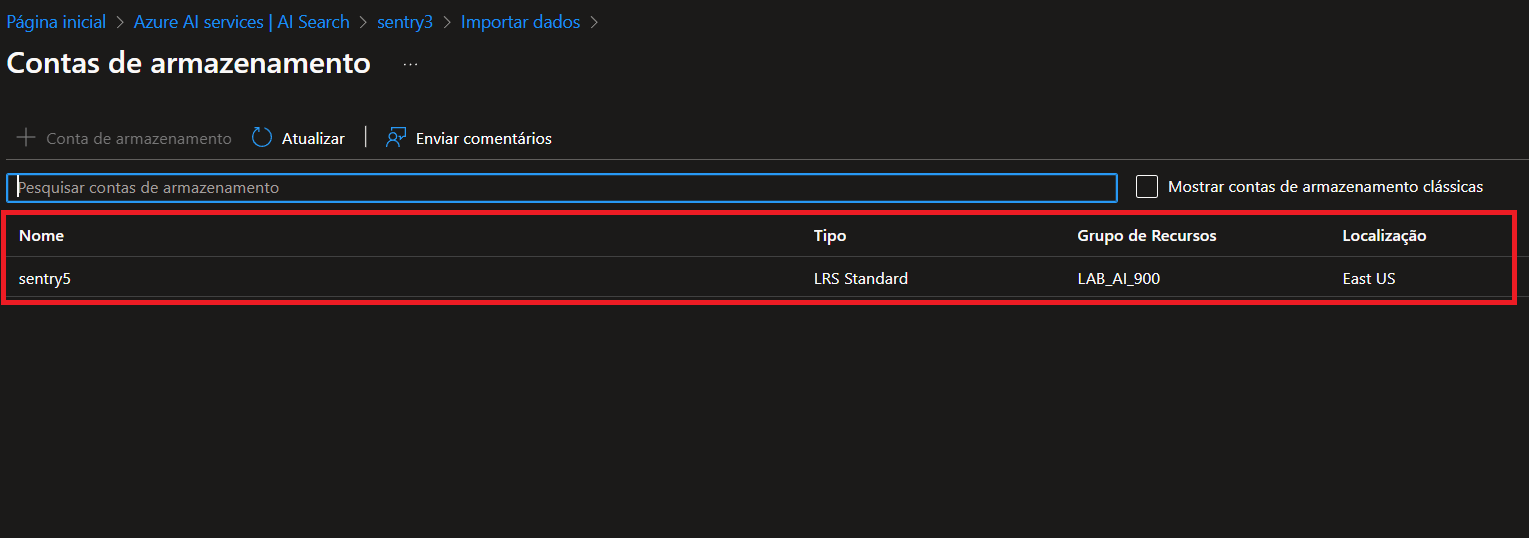 Página inicial > Azure AI services | AI Search > sentry3 > Importar dados >
Contas de armazenamento ...
+ Conta de armazenamento Atualizar | Enviar comentários
Pesquisar contas de armazenamento Mostrar contas de armazenamento clássicas
Nome Tipo Grupo de Recursos Localização
sentry5 LRS Standard LAB_AI_900 East US